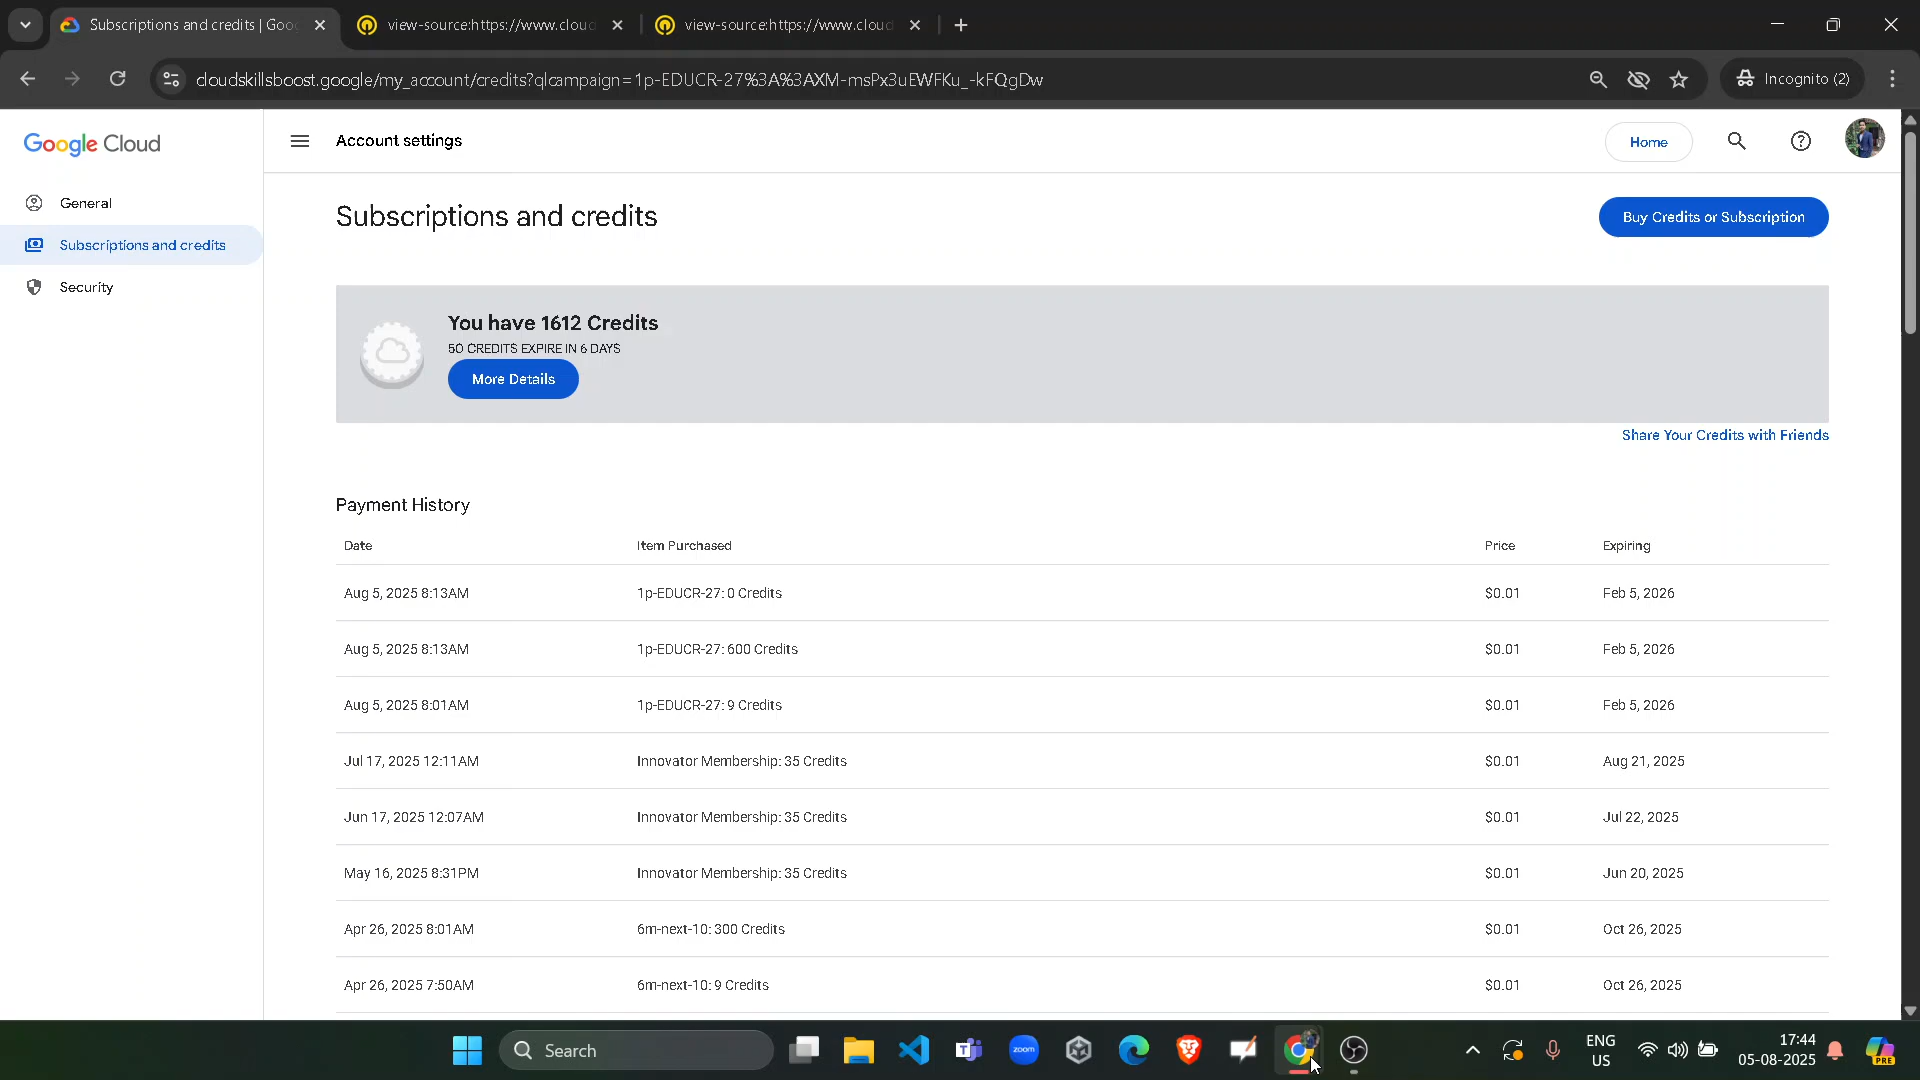 Subscriptions and credits | Goo
view-source:https://www.cloud
view-source:https://www.cloud
cloudskillsboost.google/my_account/credits?qlcampaign=1p-EDUCR-27%3A%3AXM-msPx3uEWFKu_-kFQgDw
Incognito (2)
Google Cloud
Account settings
Home
General
Subscriptions and credits
Security
Subscriptions and credits
Buy Credits or Subscription
You have 1612 Credits
50 CREDITS EXPIRE IN 6 DAYS
More Details
Share Your Credits with Friends
Payment History
Date Item Purchased Price Expiring
Aug 5, 2025 8:13AM 1p-EDUCR-27: 0 Credits $0.01 Feb 5, 2026
Aug 5, 2025 8:13AM 1p-EDUCR-27: 600 Credits $0.01 Feb 5, 2026
Aug 5, 2025 8:01AM 1p-EDUCR-27: 9 Credits $0.01 Feb 5, 2026
Jul 17, 2025 12:11AM Innovator Membership: 35 Credits $0.01 Aug 21, 2025
Jun 17, 2025 12:07AM Innovator Membership: 35 Credits $0.01 Jul 22, 2025
May 16, 2025 8:31PM Innovator Membership: 35 Credits $0.01 Jun 20, 2025
Apr 26, 2025 8:01AM 6m-next-10: 300 Credits $0.01 Oct 26, 2025
Apr 26, 2025 7:50AM 6m-next-10: 9 Credits $0.01 Oct 26, 2025
Search
zoom
ENG
US
17:44
05-08-2025
PRE